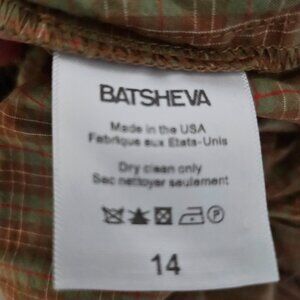 BATSHEVA
Made in the USA
Fabrique aux Etats-Unis
Dry clean only
Sec nettoyer seulement
P
14